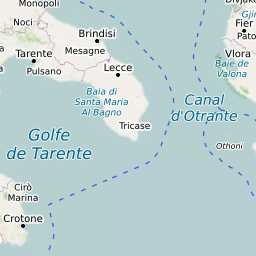 Monopoli
Noci
Brindisi
Mesagne
Tarente
Pulsano
Lecce
Baia di
Santa Maria
Al Bagno
Tricase
Golfe
de Tarente
Cirò
Marina
Crotone
Canal
d'Otrante
Othoni
Fier
Vlora
Baie de
Valona